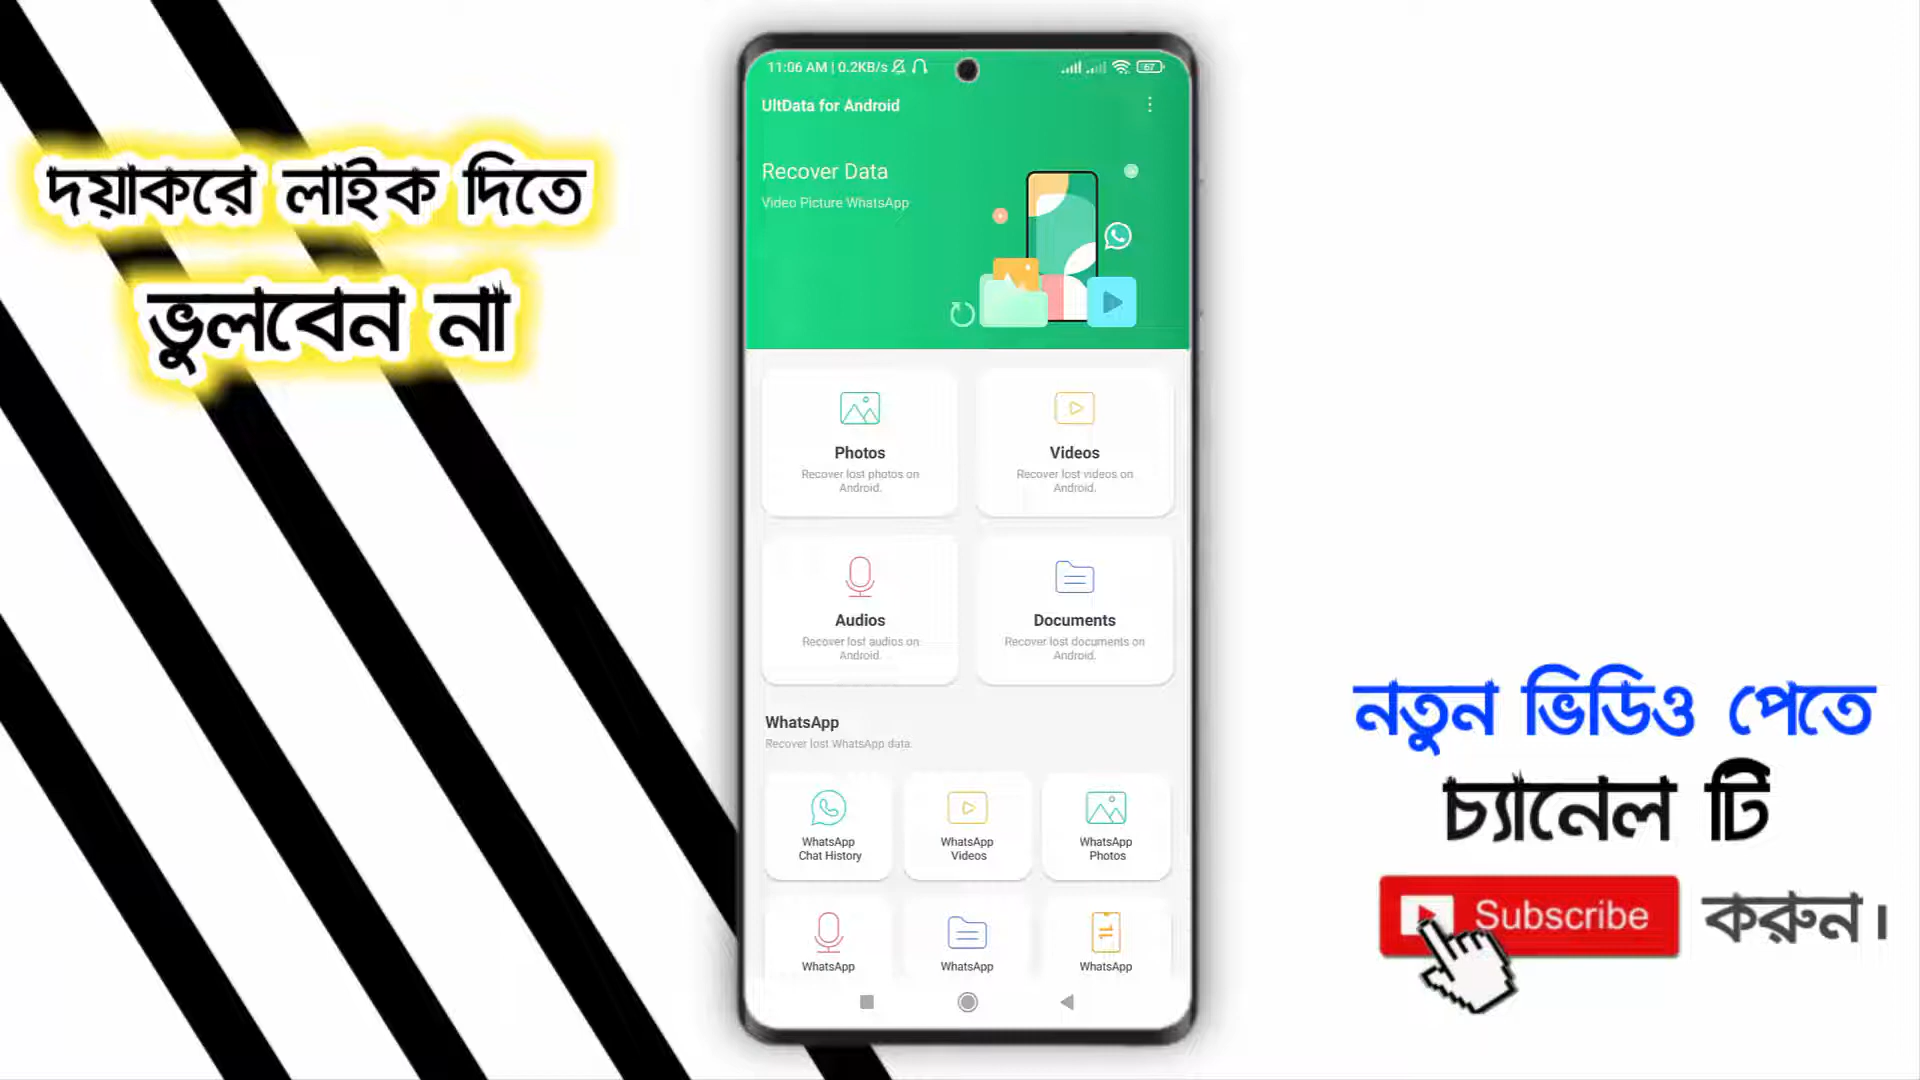 দয়াকরে লাইক দিতে
ভুলবেন না
11:06 AM | 0.2KB/s
67
UltData for Android
Recover Data
Video Picture WhatsApp
Photos
Recover lost photos on
Android.
Videos
Recover lost videos on
Android.
Audios
Recover lost audios on
Android.
Documents
Recover lost documents on
Android.
WhatsApp
Recover lost WhatsApp data.
WhatsApp
Chat History
WhatsApp
Videos
WhatsApp
Photos
WhatsApp
WhatsApp
WhatsApp
নতুন ভিডিও পেতে
চ্যানেল টি
Subscribe করুন।